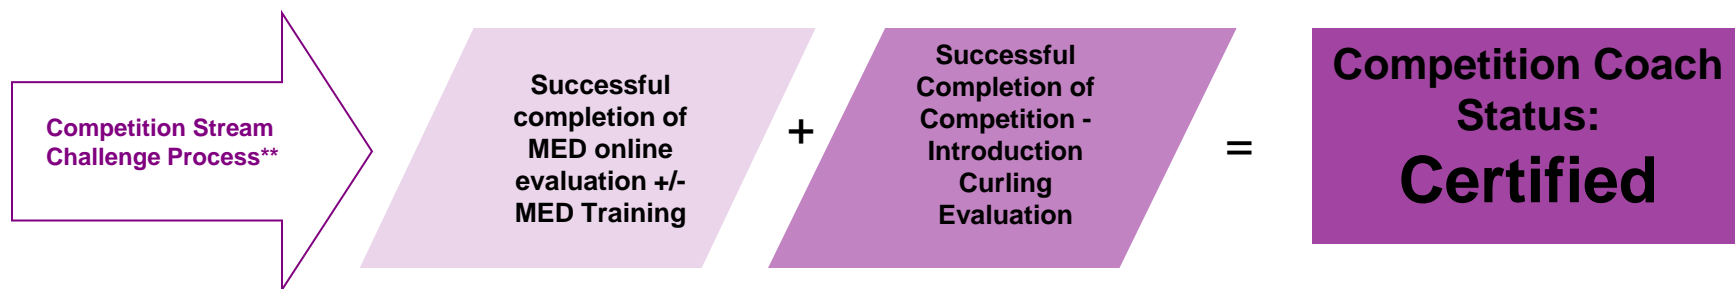 Competition Stream
Challenge Process**
Successful
completion of
MED online
evaluation +/-
MED Training
+
Successful
Completion of
Competition -
Introduction
Curling
Evaluation
=
Competition Coach
Status:
Certified